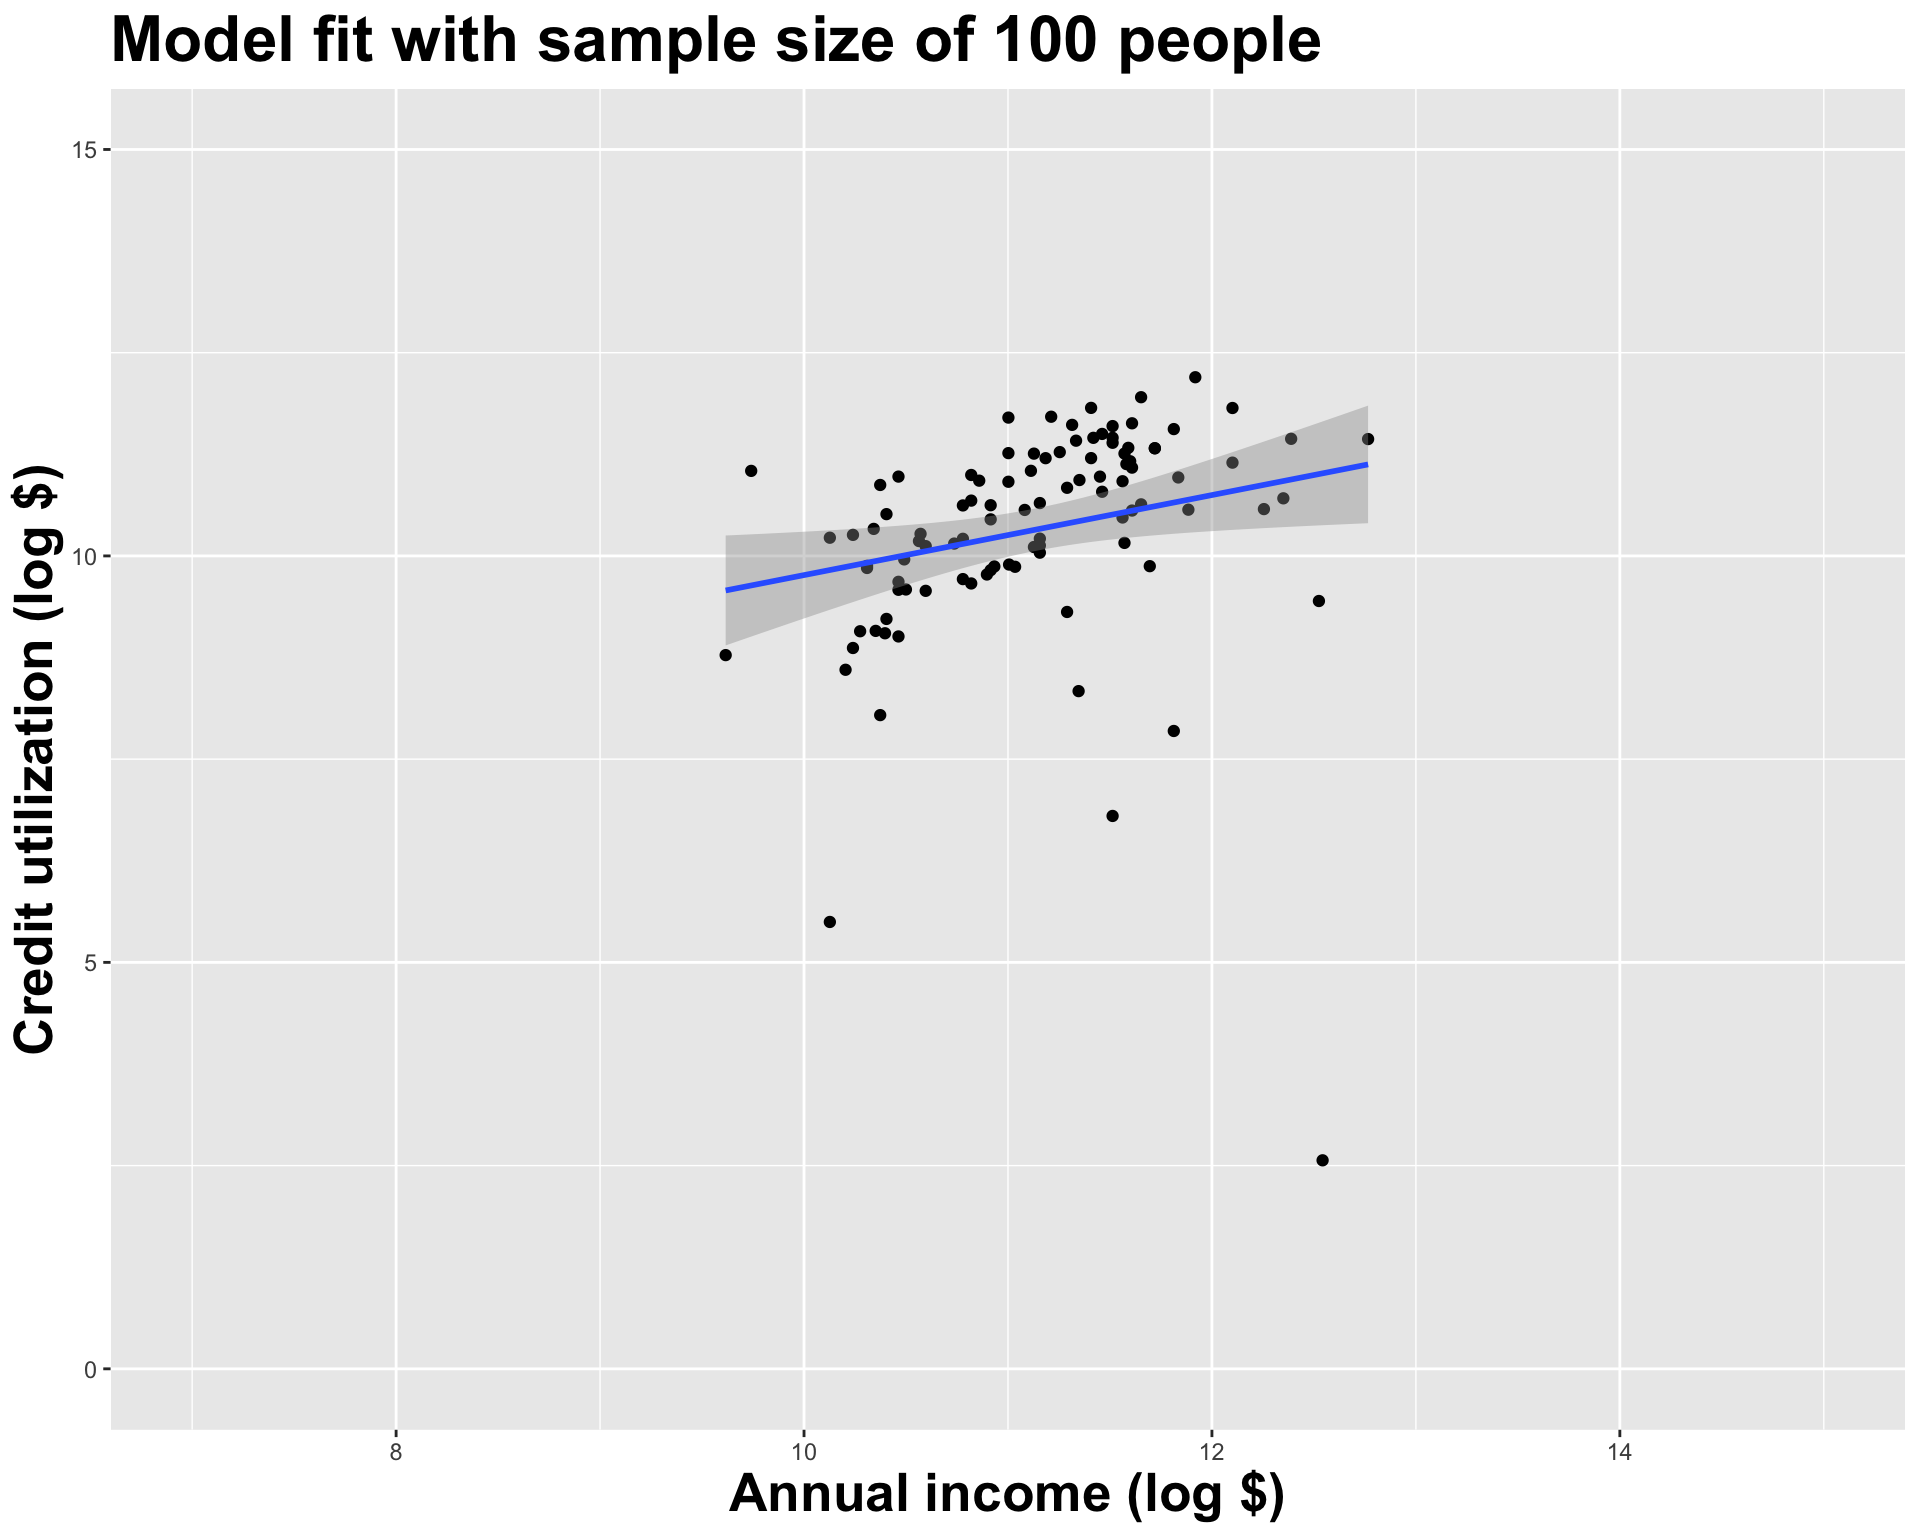 Model fit with sample size of 100 people
15
10
5
0
Credit utilization (log $)
8
10
12
14
Annual income (log $)